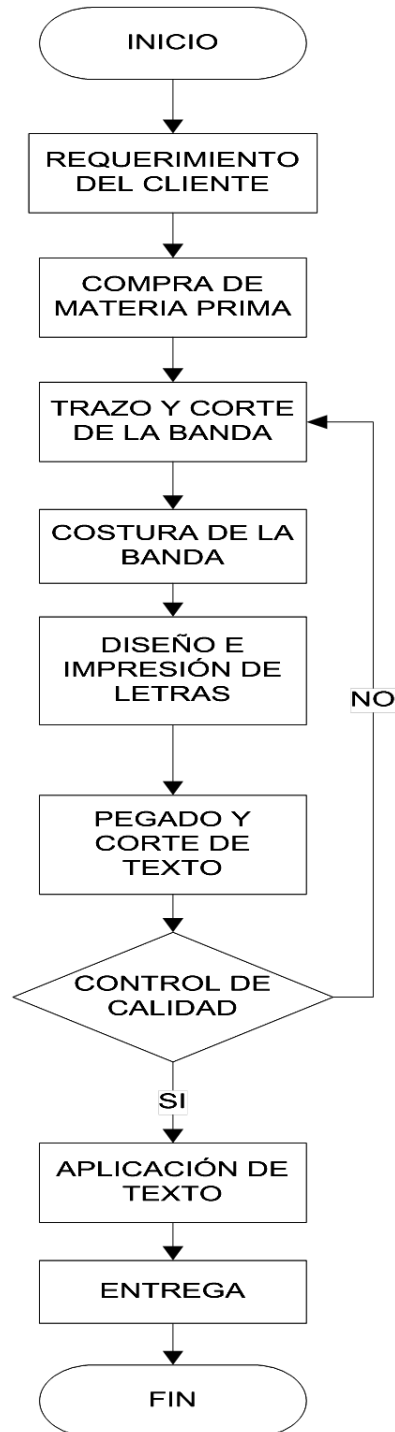 INICIO
REQUERIMIENTO
DEL CLIENTE
COMPRA DE
MATERIA PRIMA
TRAZO Y CORTE
DE LA BANDA
COSTURA DE LA
BANDA
DISEÑO E
IMPRESIÓN DE
LETRAS
NO
PEGADO Y
CORTE DE
TEXTO
CONTROL DE
CALIDAD
SI
APLICACIÓN DE
TEXTO
ENTREGA
FIN